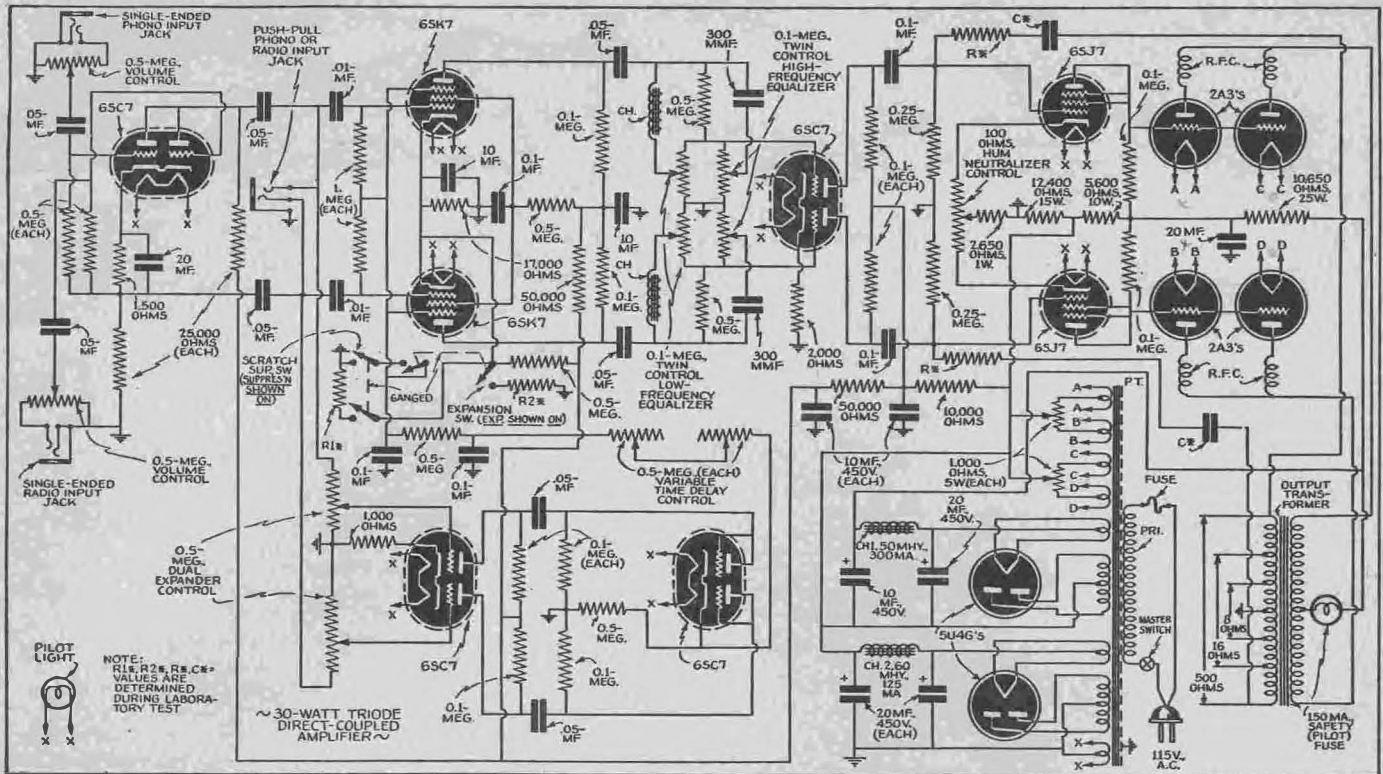 SINGLE-ENDED
PHONO INPUT
JACK
0.5-MEG,
VOLUME
CONTROL
.05-
MF.
6SC7
X
X
PUSH-PULL
PHONO OR
RADIO INPUT
JACK
.05-
MF.
.01-
MF.
6SK7
X X
1.
MEG.
(EACH)
10
MF.
0.1-
MF.
0.5-
MEG.
17,000
OHMS
50,000
OHMS
X X
6SK7
0.5-MEG
(EACH)
20
MF.
1,500
OHMS
25,000
OHMS
(EACH)
.05-
MF.
.01-
MF.
.05-
MF
0.5-MEG,
VOLUME
CONTROL
SINGLE-ENDED
RADIO INPUT
JACK
SCRATCH
SUP. SW
(SUPPRES'N
SHOWN
ON)
GANGED
EXPANSION
SW. (EXP. SHOWN ON)
R2*
R1*
0.5-
MEG.
.05-
MF.
0.1-
MEG.
0.1-
MEG.
10
MF.
.05-
MF.
CH.
CH
0.5-
MEG.
300
MMF.
0.1-MEG,
TWIN
CONTROL
HIGH-
FREQUENCY
EQUALIZER
6SC7
X
X
0.5-
MEG.
300
MMF
0.1-MEG,
TWIN
CONTROL
LOW-
FREQUENCY
EQUALIZER
2,000
OHMS
0.1-
MF.
R*
C*
0.25-
MEG.
0.1-MEG.
(EACH)
0.25-
MEG.
0.1-
MF.
R*
50,000
OHMS
10,000
OHMS
10 MF.,
450V.
(EACH)
6SJ7
X X
0.1-
MEG.
100
OHMS,
HUM
NEUTRALIZER
CONTROL
12,400
OHMS
15W.
5,600
OHMS,
10W.
2,650
OHMS,
1W.
X X
6SJ7
0.1-
MEG.
R.F.C.
2A3's
A A
C C
10,650
OHMS,
25W.
20 MF.
B B
D D
2A3's
R.F.C.
C*
0.1-
MF
0.5-
MEG
0.1-
MF.
0.5-MEG. (EACH)
VARIABLE
TIME DELAY
CONTROL
0.5-
MEG.
DUAL
EXPANDER
CONTROL
1,000
OHMS
X
X
6SC7
.05-
MF
0.1-
MEG.
(EACH)
0.5-
MEG.
0.1-
MEG.
0.1-
MEG.
.05-
MF
X
X
6SC7
P.T.
A
A
B
B
C
C
D
D
1,000
OHMS,
5W(EACH)
20
MF.,
450V.
CH1,50 MHY.,
300 MA.
10
MF.,
450V.
5U4G's
CH. 2,60
MHY,
125
MA
20 MF.,
450V.
(EACH)
X
X
FUSE
PRI.
MASTER
SWITCH
115V.
A.C.
OUTPUT
TRANS-
FORMER
8
OHMS
16
OHMS
500
OHMS
150 MA.
SAFETY
(PILOT)
FUSE
PILOT
LIGHT
X X
NOTE:
R1*,R2*,R*,C*=
VALUES ARE
DETERMINED
DURING LABORA-
TORY TEST
~30-WATT TRIODE
DIRECT-COUPLED
AMPLIFIER~